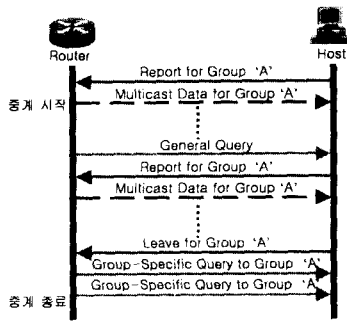 Router
Host
Report for Group 'A'
중계 시작
Multicast Data for Group 'A'
General Query
Report for Group 'A'
Multicast Data for Group 'A'
Leave for Group 'A'
Group-Specific Query to Group 'A'
Group-Specific Query to Group 'A'
중계 종료